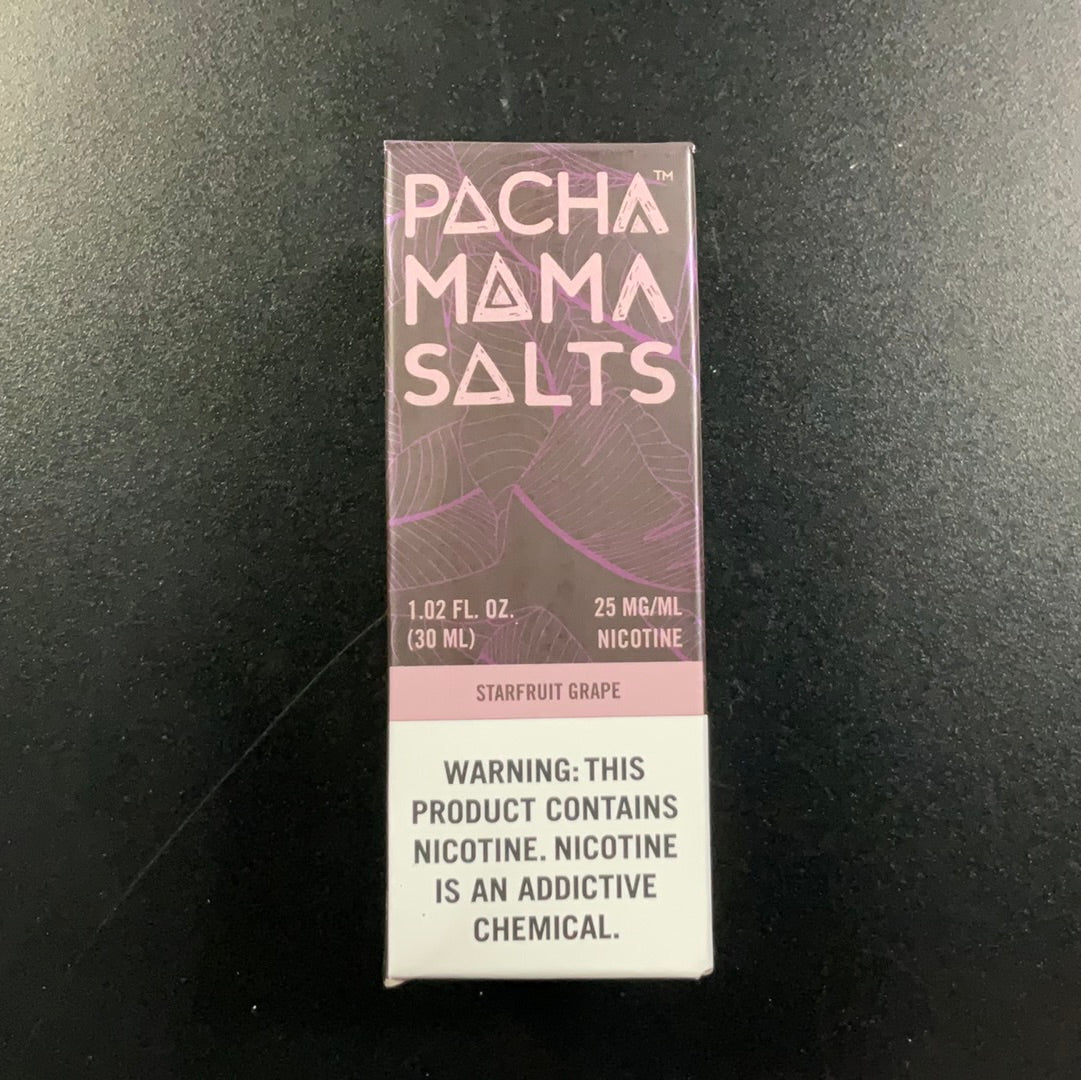 PACHA™
MAMA
SALTS
1.02 FL. OZ.
(30 ML)
25 MG/ML
NICOTINE
STARFRUIT GRAPE
WARNING: THIS
PRODUCT CONTAINS
NICOTINE. NICOTINE
IS AN ADDICTIVE
CHEMICAL.